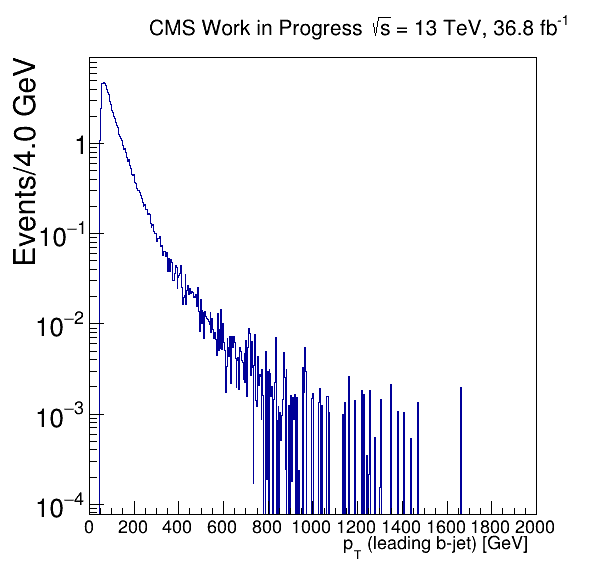 CMS Work in Progress √s = 13 TeV, 36.8 fb⁻¹
Events/4.0 GeV
1
10⁻¹
10⁻²
10⁻³
10⁻⁴
0 200 400 600 800 1000 1200 1400 1600 1800 2000
p_T (leading b-jet) [GeV]